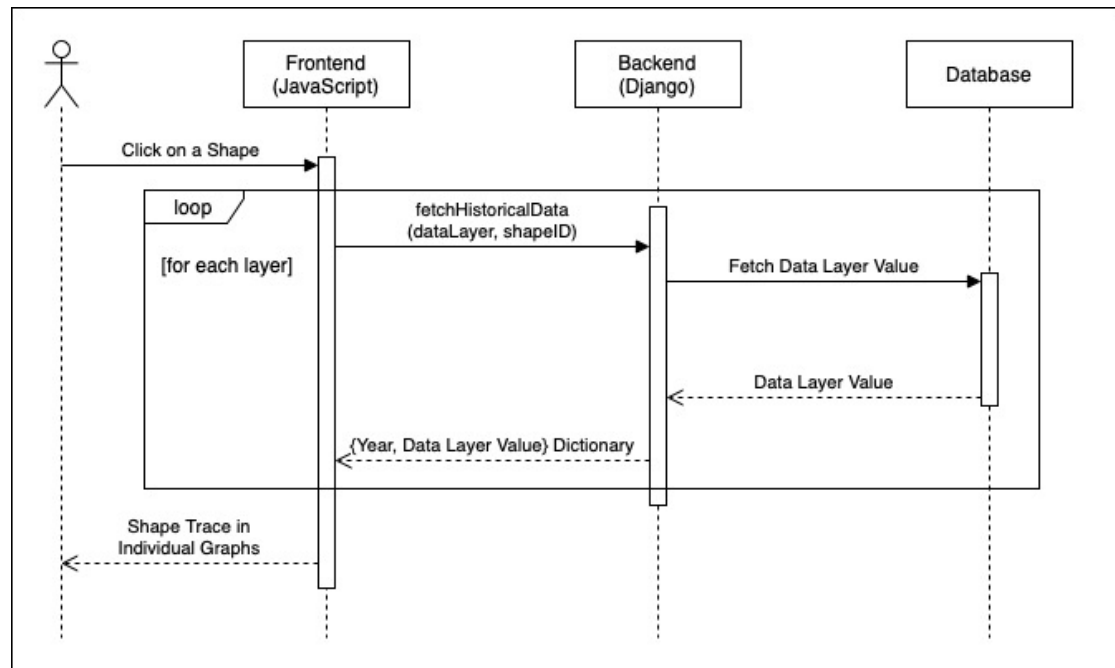 Frontend
(JavaScript)
Backend
(Django)
Database
Click on a Shape
loop
[for each layer]
fetchHistoricalData
(dataLayer, shapeID)
Fetch Data Layer Value
Data Layer Value
{Year, Data Layer Value} Dictionary
Shape Trace in
Individual Graphs